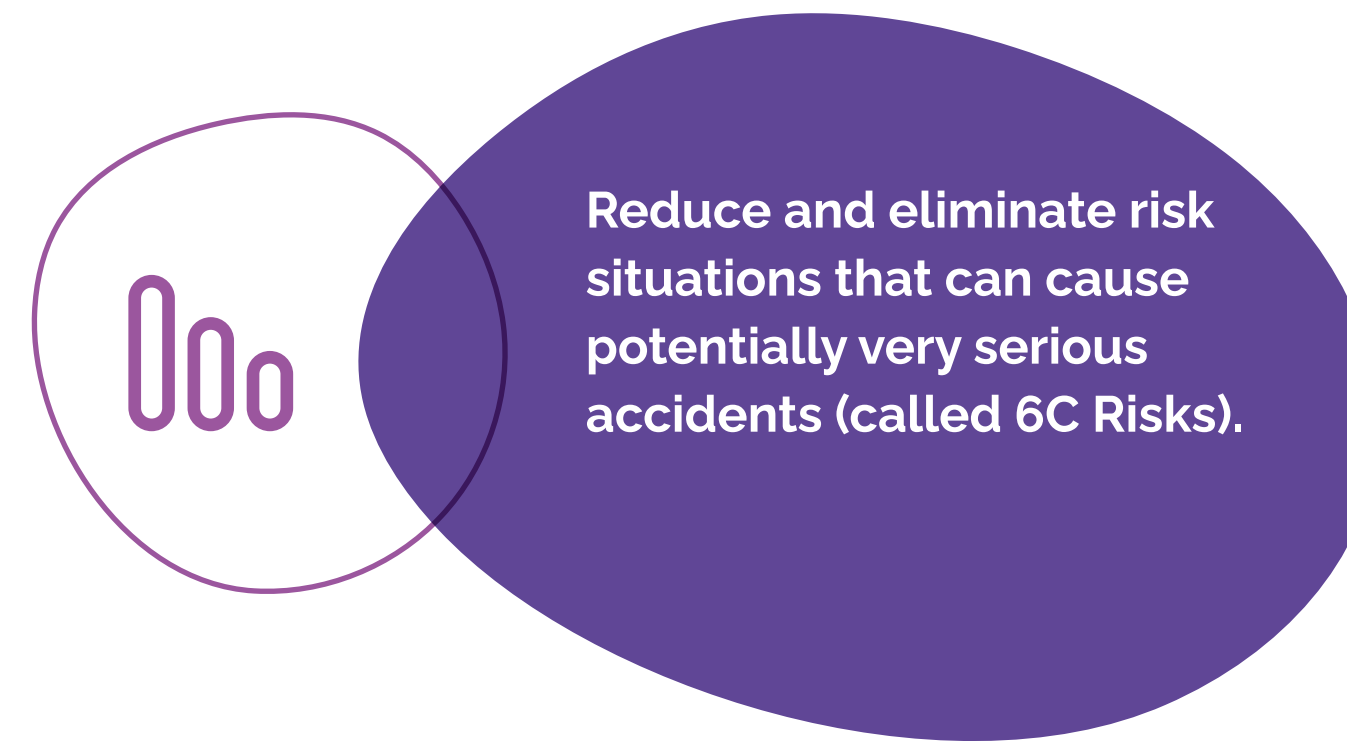 Reduce and eliminate risk
situations that can cause
potentially very serious
accidents (called 6C Risks).